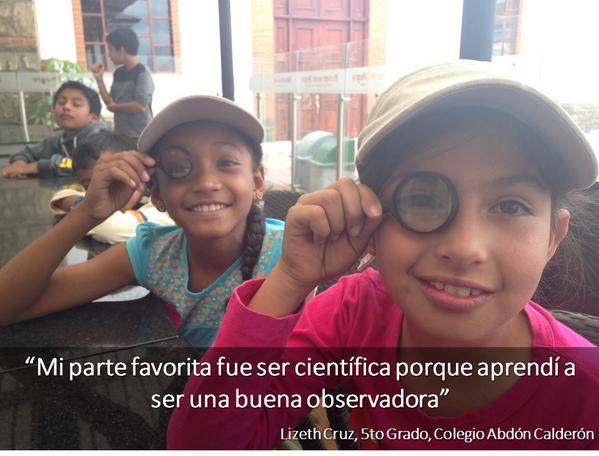 “Mi parte favorita fue ser científica porque aprendí a
ser una buena observadora”
Lizeth Cruz, 5to Grado, Colegio Abdón Calderón